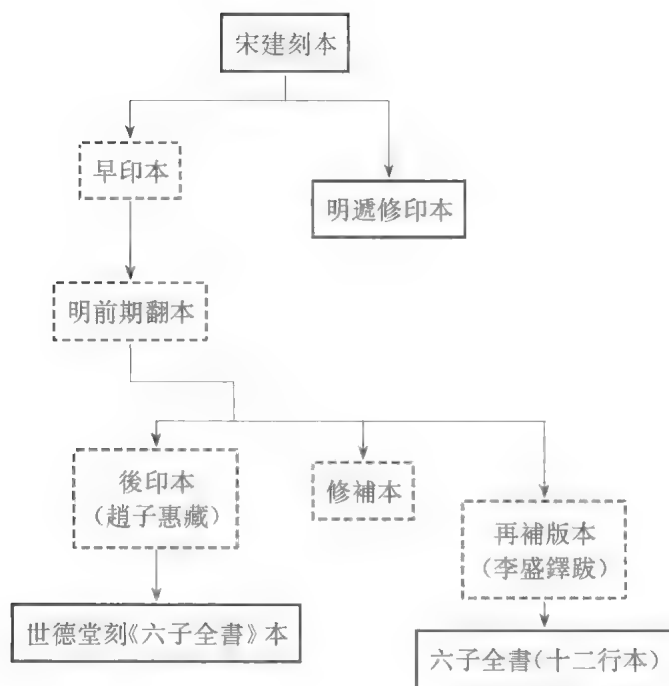 宋建刻本
早印本
明遞修印本
明前期翻本
後印本
（趙子惠藏）
修補本
再補版本
（李盛鐸跋）
世德堂刻《六子全書》本
六子全書（十二行本）